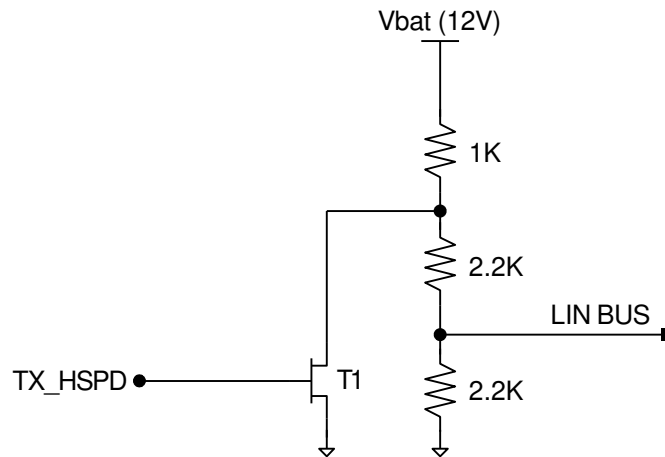 Vbat (12V)
1K
2.2K
LIN BUS
TX_HSPD
T1
2.2K